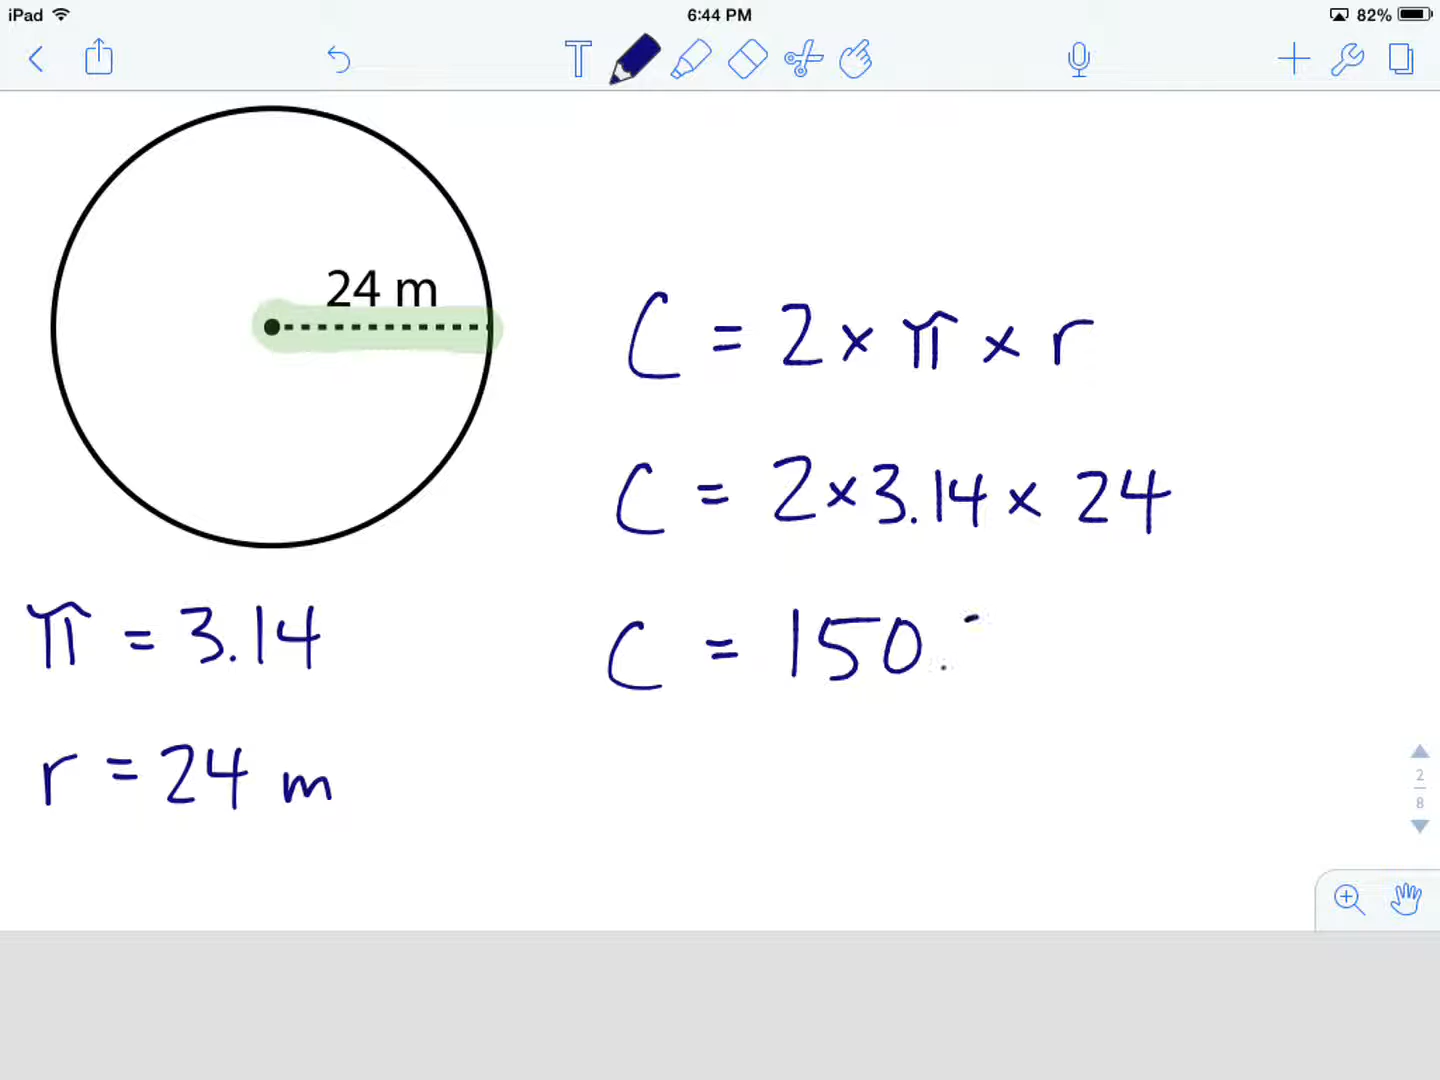 iPad 6:44 PM 82%
T
24 m
C = 2 × π × r
C = 2 × 3.14 × 24
π = 3.14
C = 150.
r = 24 m
2
8